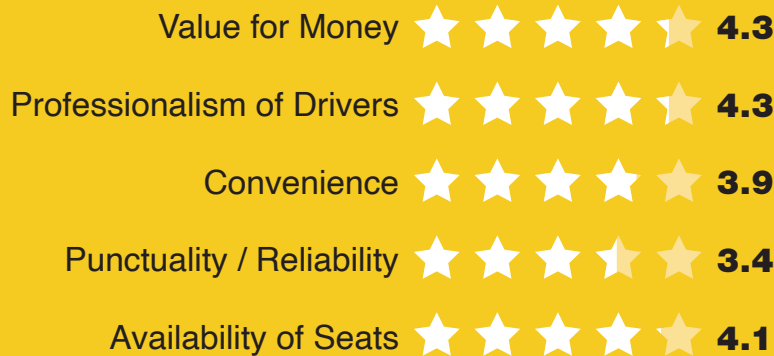 Value for Money 4.3
Professionalism of Drivers 4.3
Convenience 3.9
Punctuality / Reliability 3.4
Availability of Seats 4.1